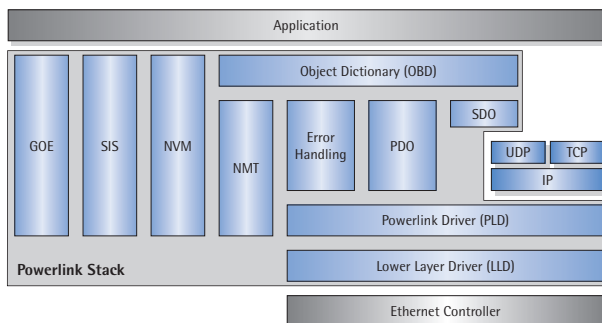 Application
Object Dictionary (OBD)
SDO
GOE
SIS
NVM
NMT
Error
Handling
PDO
UDP
TCP
IP
Powerlink Driver (PLD)
Powerlink Stack
Lower Layer Driver (LLD)
Ethernet Controller